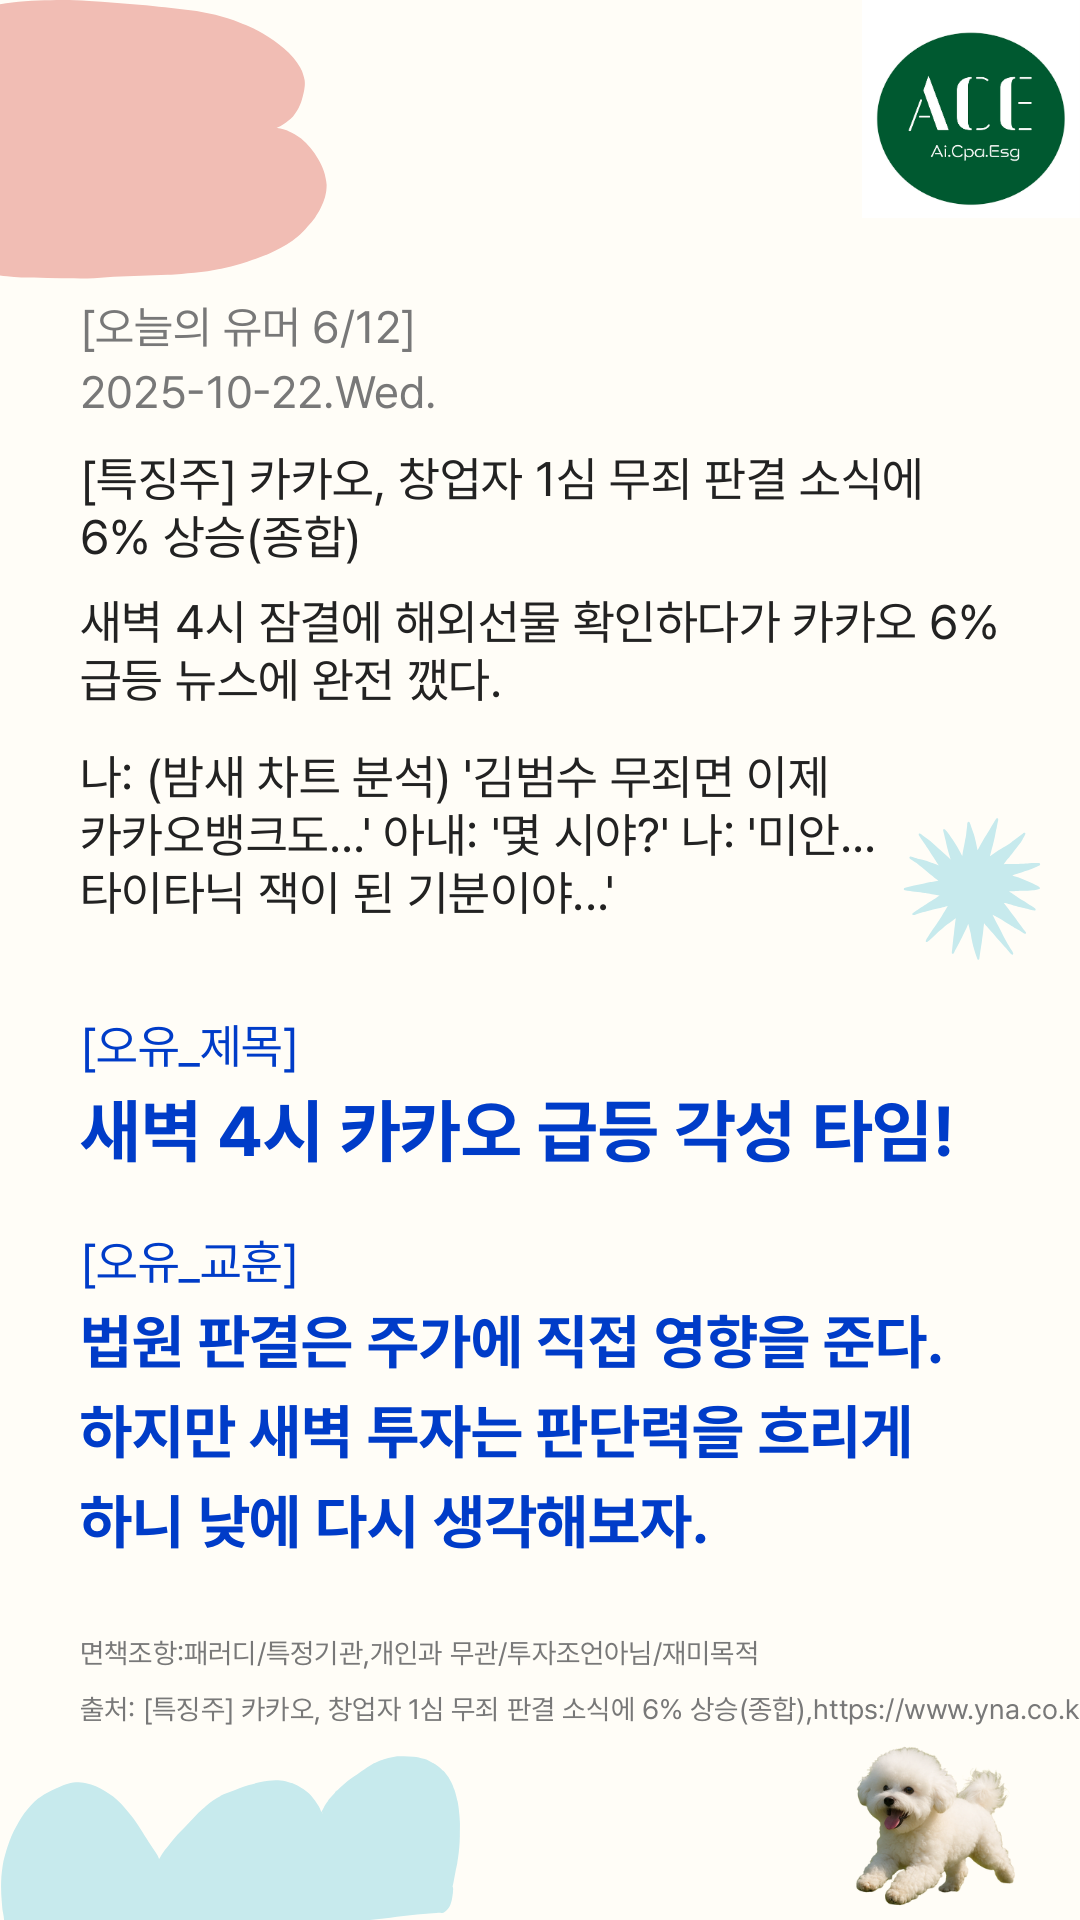 ACE
Ai.Cpa.Esg
[오늘의 유머 6/12]
2025-10-22.Wed.
[특징주] 카카오, 창업자 1심 무죄 판결 소식에
6% 상승(종합)
새벽 4시 잠결에 해외선물 확인하다가 카카오 6%
급등 뉴스에 완전 깼다.
나: (밤새 차트 분석) '김범수 무죄면 이제
카카오뱅크도...' 아내: '몇 시야?' 나: '미안...
타이타닉 잭이 된 기분이야...'
[오유_제목]
새벽 4시 카카오 급등 각성 타임!
[오유_교훈]
법원 판결은 주가에 직접 영향을 준다.
하지만 새벽 투자는 판단력을 흐리게
하니 낮에 다시 생각해보자.
면책조항:패러디/특정기관,개인과 무관/투자조언아님/재미목적
출처: [특징주] 카카오, 창업자 1심 무죄 판결 소식에 6% 상승(종합),https://www.yna.co.k